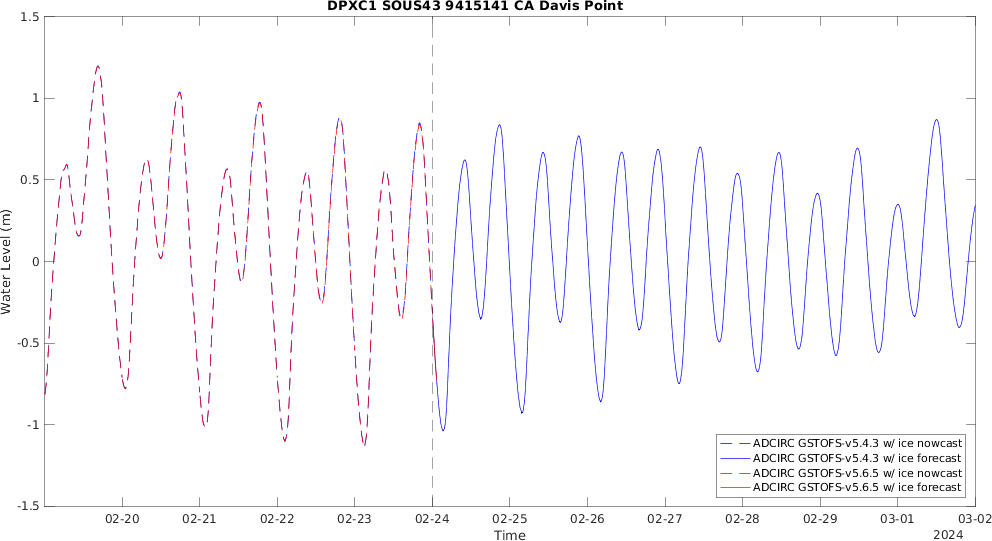 DPXC1 SOUS43 9415141 CA Davis Point
1.5
1
0.5
0
-0.5
-1
-1.5
Water Level (m)
ADCIRC GSTOFS-v5.4.3 w/ ice nowcast
ADCIRC GSTOFS-v5.4.3 w/ ice forecast
ADCIRC GSTOFS-v5.6.5 w/ ice nowcast
ADCIRC GSTOFS-v5.6.5 w/ ice forecast
02-20 02-21 02-22 02-23 02-24 02-25 02-26 02-27 02-28 02-29 03-01 03-02
Time
2024